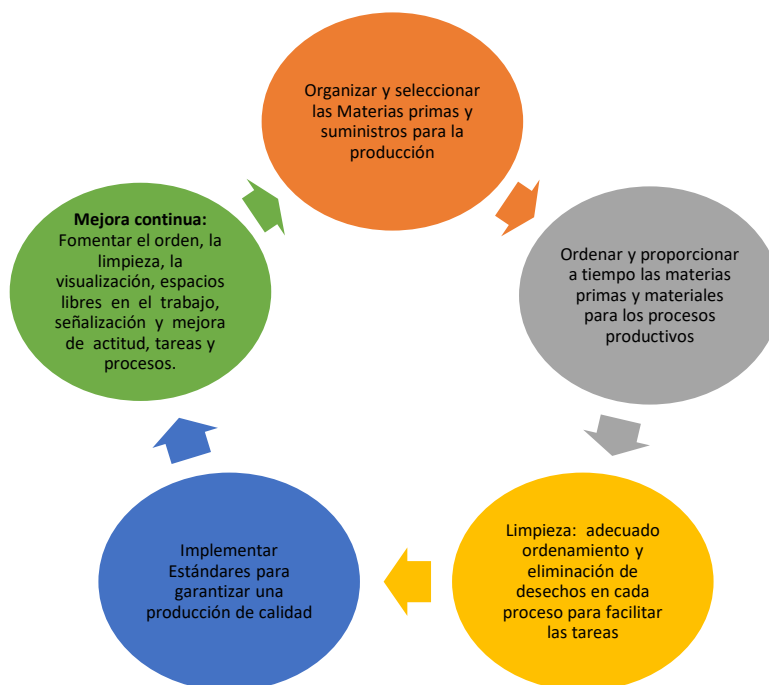 Organizar y seleccionar
las Materias primas y
suministros para la
producción
Ordenar y proporcionar
a tiempo las materias
primas y materiales
para los procesos
productivos
Limpieza: adecuado
ordenamiento y
eliminación de
desechos en cada
proceso para facilitar
las tareas
Implementar
Estándares para
garantizar una
producción de calidad
Mejora continua:
Fomentar el orden, la
limpieza, la
visualización, espacios
libres en el trabajo,
señalización y mejora
de actitud, tareas y
procesos.